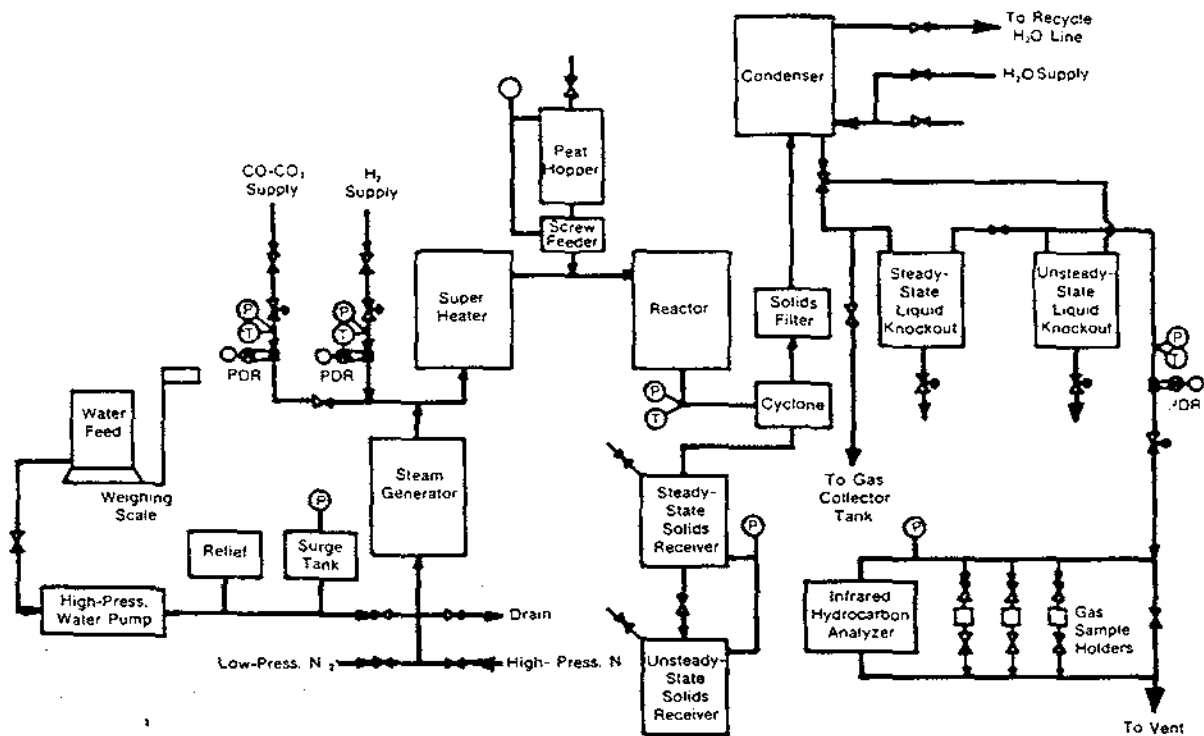 To Recycle
H₂O Line
Condenser
H₂O Supply
Peat
Hopper
CO-CO₂
Supply
H₂
Supply
Screw
Feeder
Super
Heater
Reactor
Solids
Filter
Steady-
State
Liquid
Knockout
Unsteady-
State
Liquid
Knockout
P
T
P
T
P
T
PDR
PDR
PDR
P
T
Cyclone
Water
Feed
Weighing
Scale
Steam
Generator
Steady-
State
Solids
Receiver
P
To Gas
Collector
Tank
P
Relief
Surge
Tank
P
High-Press.
Water Pump
Drain
Infrared
Hydrocarbon
Analyzer
Gas
Sample
Holders
Low-Press. N₂
High-Press. N
Unsteady-
State
Solids
Receiver
To Vent